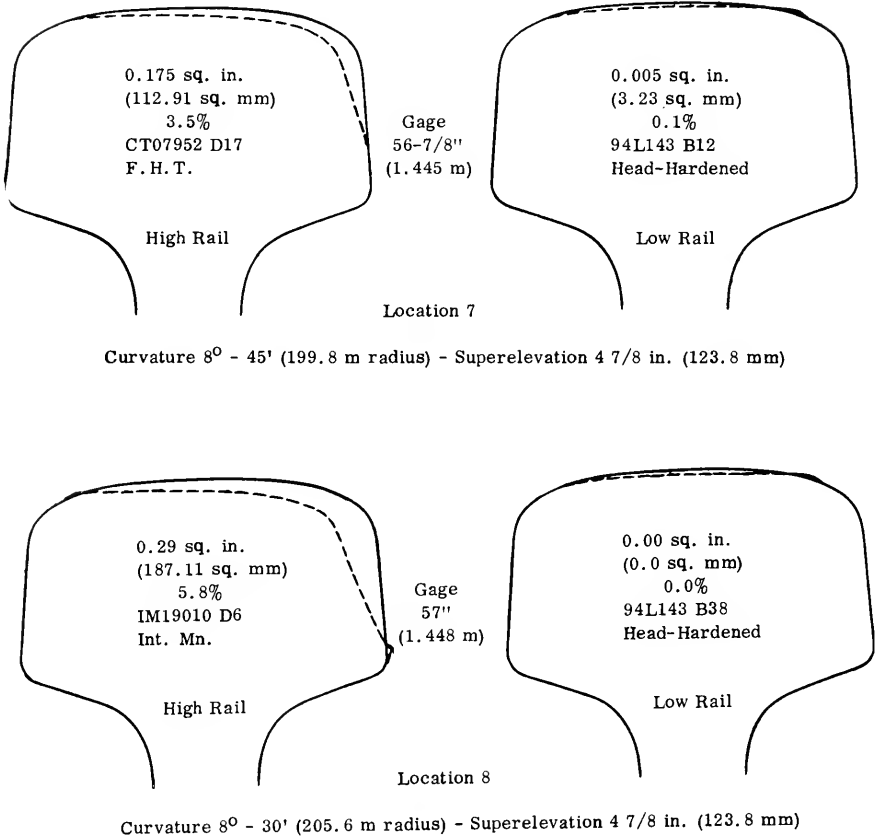 0.175 sq. in.
(112.91 sq. mm)
3.5%
CT07952 D17
F.H.T.
High Rail
Gage
56-7/8"
(1.445 m)
0.005 sq. in.
(3.23 sq. mm)
0.1%
94L143 B12
Head-Hardened
Low Rail
Location 7
Curvature 8° - 45' (199.8 m radius) - Superelevation 4 7/8 in. (123.8 mm)
0.29 sq. in.
(187.11 sq. mm)
5.8%
IM19010 D6
Int. Mn.
High Rail
Gage
57"
(1.448 m)
0.00 sq. in.
(0.0 sq. mm)
0.0%
94L143 B38
Head-Hardened
Low Rail
Location 8
Curvature 8° - 30' (205.6 m radius) - Superelevation 4 7/8 in. (123.8 mm)